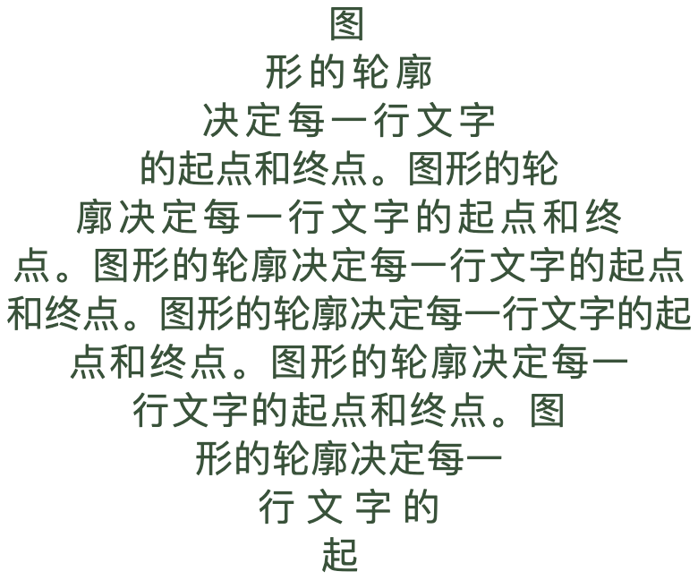 图
形的轮廓
决定每一行文字
的起点和终点。图形的轮
廓决定每一行文字的起点和终
点。图形的轮廓决定每一行文字的起点
和终点。图形的轮廓决定每一行文字的起
点和终点。图形的轮廓决定每一
行文字的起点和终点。图
形的轮廓决定每一
行文字的
起